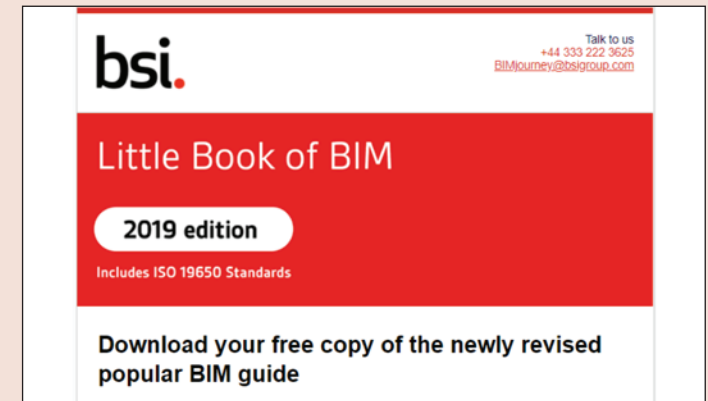 bsi.
Talk to us
+44 333 222 3625
BIMjourney@bsigroup.com
Little Book of BIM
2019 edition
Includes ISO 19650 Standards
Download your free copy of the newly revised
popular BIM guide